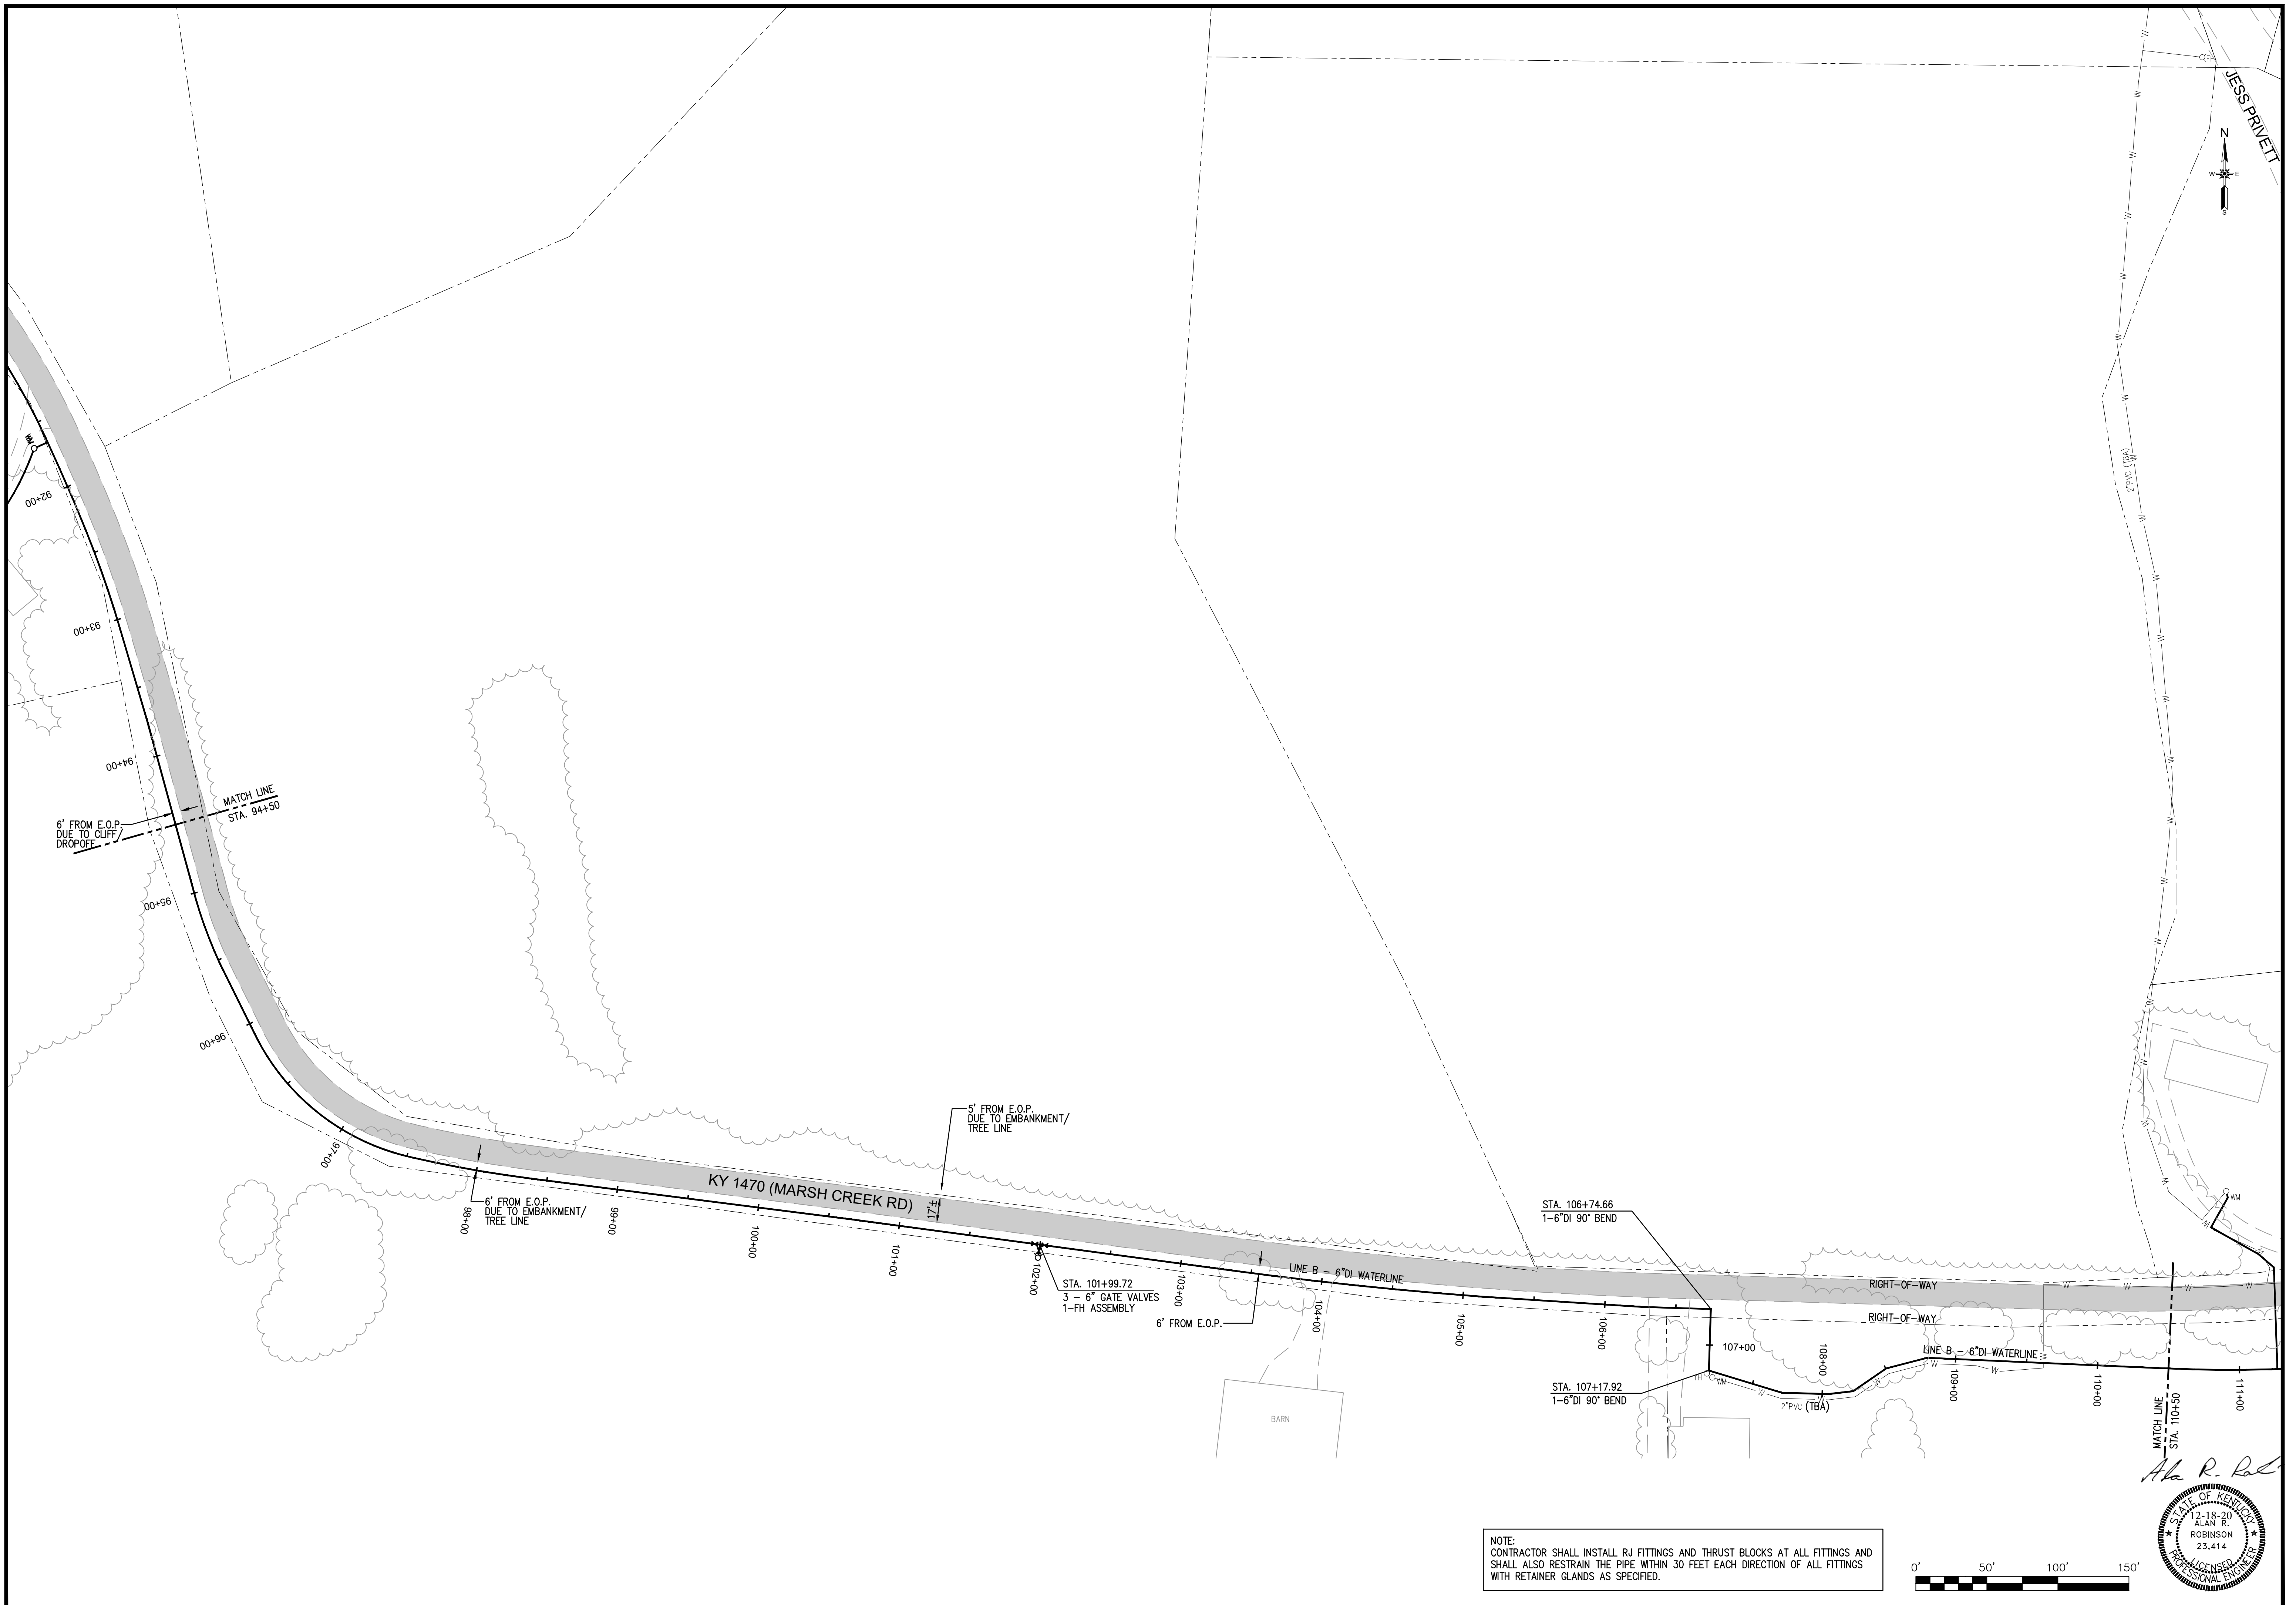 JESS PRIVETT
FH
N
W E
S
W
W
W
W
W
W
W
2"PVC (TBA)
W
W
W
W
W
W
W
W
W
W
W
W
W
W
WM
W
W
WM
92+00
93+00
94+00
MATCH LINE
STA. 94+50
6' FROM E.O.P.
DUE TO CLIFF/
DROPOFF
95+00
96+00
97+00
6' FROM E.O.P.
DUE TO EMBANKMENT/
TREE LINE
98+00
99+00
KY 1470 (MARSH CREEK RD)
17'±
5' FROM E.O.P.
DUE TO EMBANKMENT/
TREE LINE
100+00
101+00
102+00
STA. 101+99.72
3 - 6" GATE VALVES
1-FH ASSEMBLY
103+00
6' FROM E.O.P.
LINE B - 6"DI WATERLINE
104+00
BARN
105+00
106+00
STA. 106+74.66
1-6"DI 90° BEND
107+00
STA. 107+17.92
1-6"DI 90° BEND
YH
WM
W
2"PVC (TBA)
W
W
W
108+00
RIGHT-OF-WAY
RIGHT-OF-WAY
W
W
W
W
W
LINE B - 6"DI WATERLINE
W
W
W
109+00
110+00
MATCH LINE
STA. 110+50
111+00
STATE OF KENTUCKY
12-18-20
ALAN R.
ROBINSON
23,414
LICENSED
PROFESSIONAL ENGINEER
NOTE:
CONTRACTOR SHALL INSTALL RJ FITTINGS AND THRUST BLOCKS AT ALL FITTINGS AND
SHALL ALSO RESTRAIN THE PIPE WITHIN 30 FEET EACH DIRECTION OF ALL FITTINGS
WITH RETAINER GLANDS AS SPECIFIED.
0' 50' 100' 150'